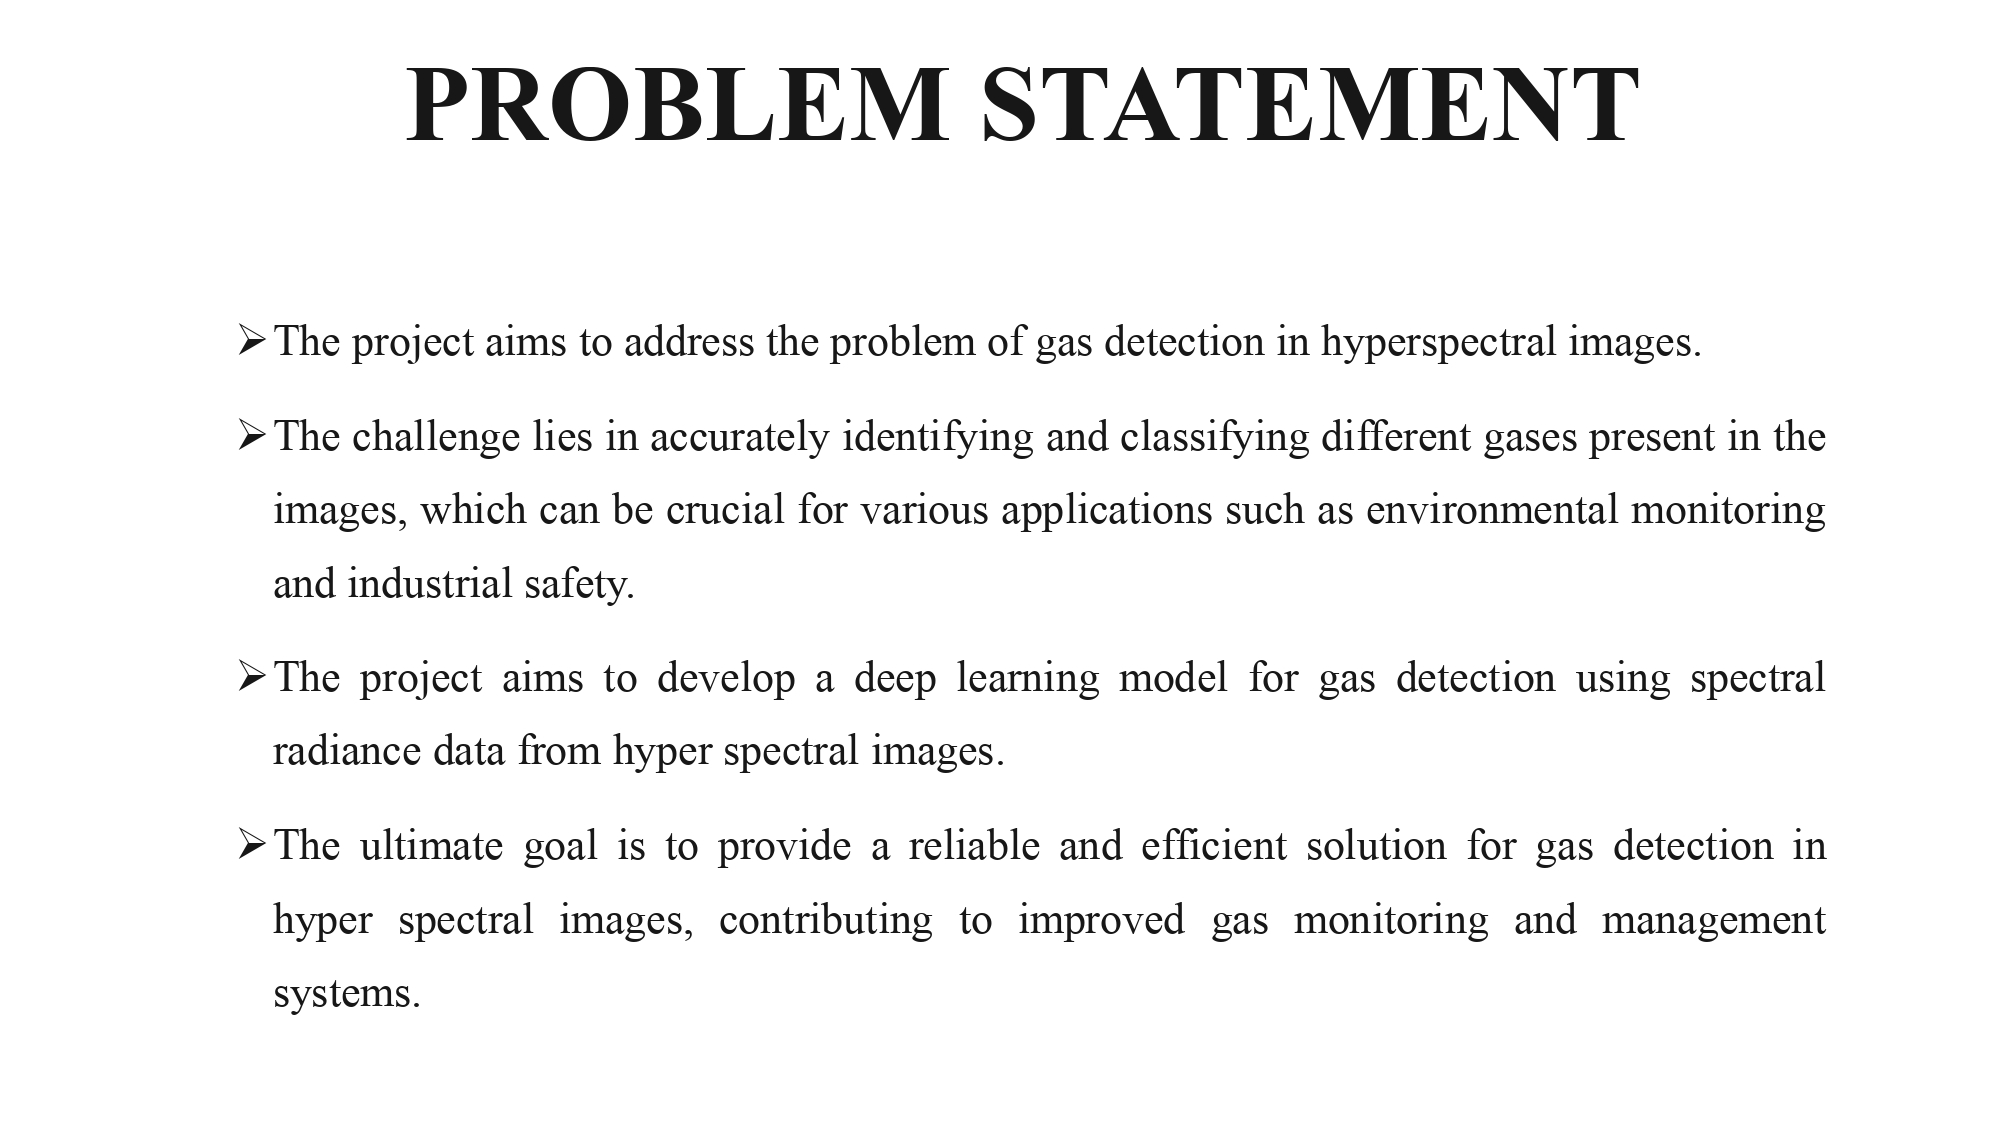 PROBLEM STATEMENT
➢The project aims to address the problem of gas detection in hyperspectral images.
➢The challenge lies in accurately identifying and classifying different gases present in the
images, which can be crucial for various applications such as environmental monitoring
and industrial safety.
➢The project aims to develop a deep learning model for gas detection using spectral
radiance data from hyper spectral images.
➢The ultimate goal is to provide a reliable and efficient solution for gas detection in
hyper spectral images, contributing to improved gas monitoring and management
systems.